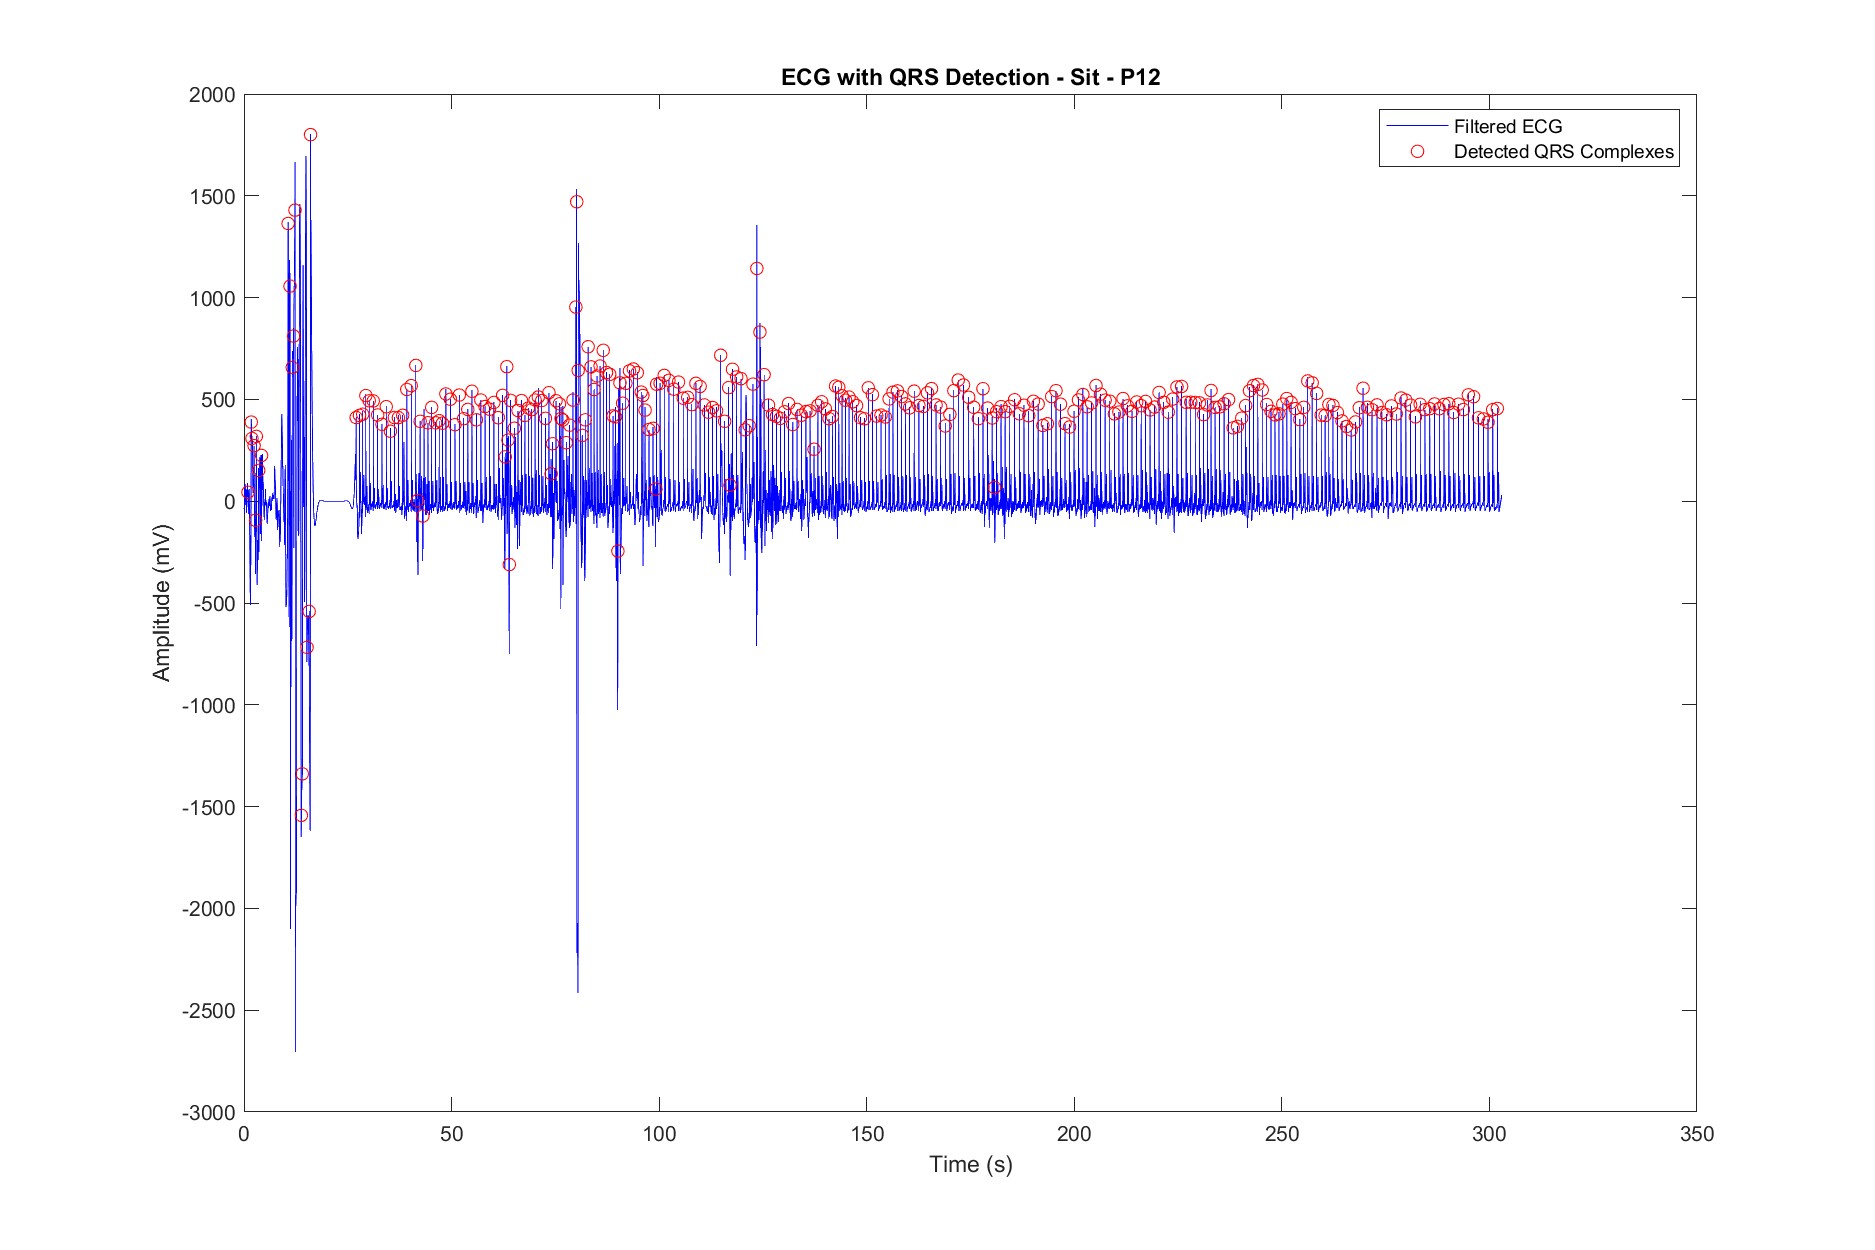 ECG with QRS Detection - Sit - P12
Filtered ECG
Detected QRS Complexes
2000
1500
1000
500
0
-500
-1000
-1500
-2000
-2500
-3000
Amplitude (mV)
0 50 100 150 200 250 300 350
Time (s)